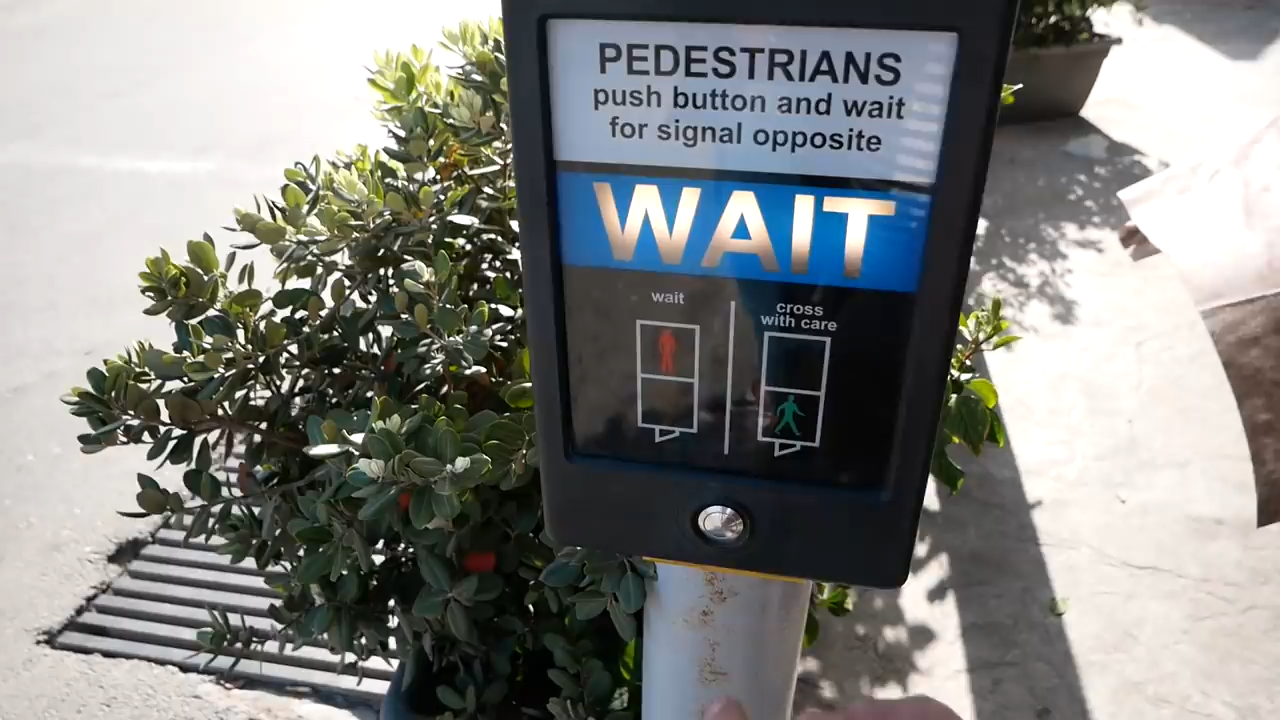 PEDESTRIANS
push button and wait
for signal opposite
WAIT
wait
cross
with care